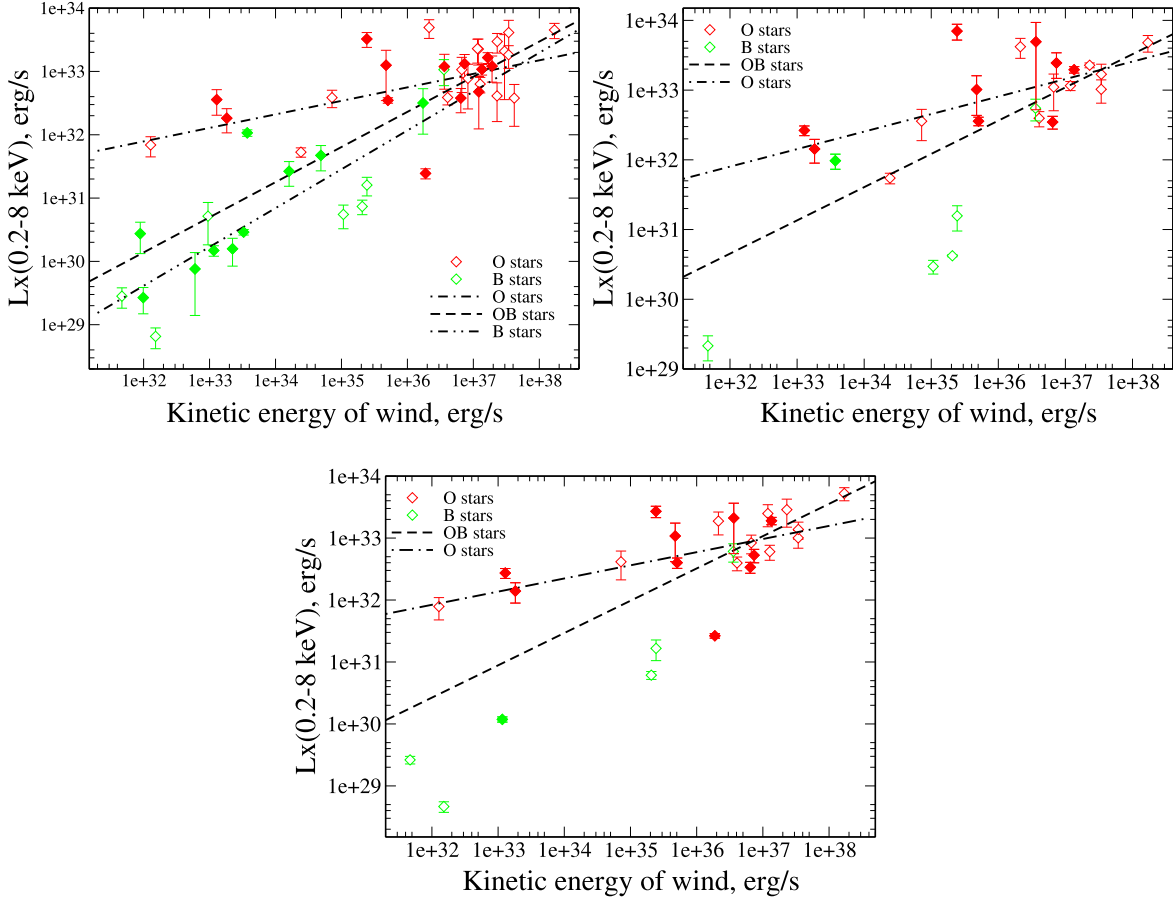 1e+34
1e+33
1e+32
1e+31
1e+30
1e+29
Lx(0.2-8 keV), erg/s
O stars
B stars
O stars
OB stars
B stars
1e+32 1e+33 1e+34 1e+35 1e+36 1e+37 1e+38
Kinetic energy of wind, erg/s
1e+34
1e+33
1e+32
1e+31
1e+30
1e+29
Lx(0.2-8 keV), erg/s
O stars
B stars
OB stars
O stars
1e+32 1e+33 1e+34 1e+35 1e+36 1e+37 1e+38
Kinetic energy of wind, erg/s
1e+34
1e+33
1e+32
1e+31
1e+30
1e+29
Lx(0.2-8 keV), erg/s
O stars
B stars
OB stars
O stars
1e+32 1e+33 1e+34 1e+35 1e+36 1e+37 1e+38
Kinetic energy of wind, erg/s